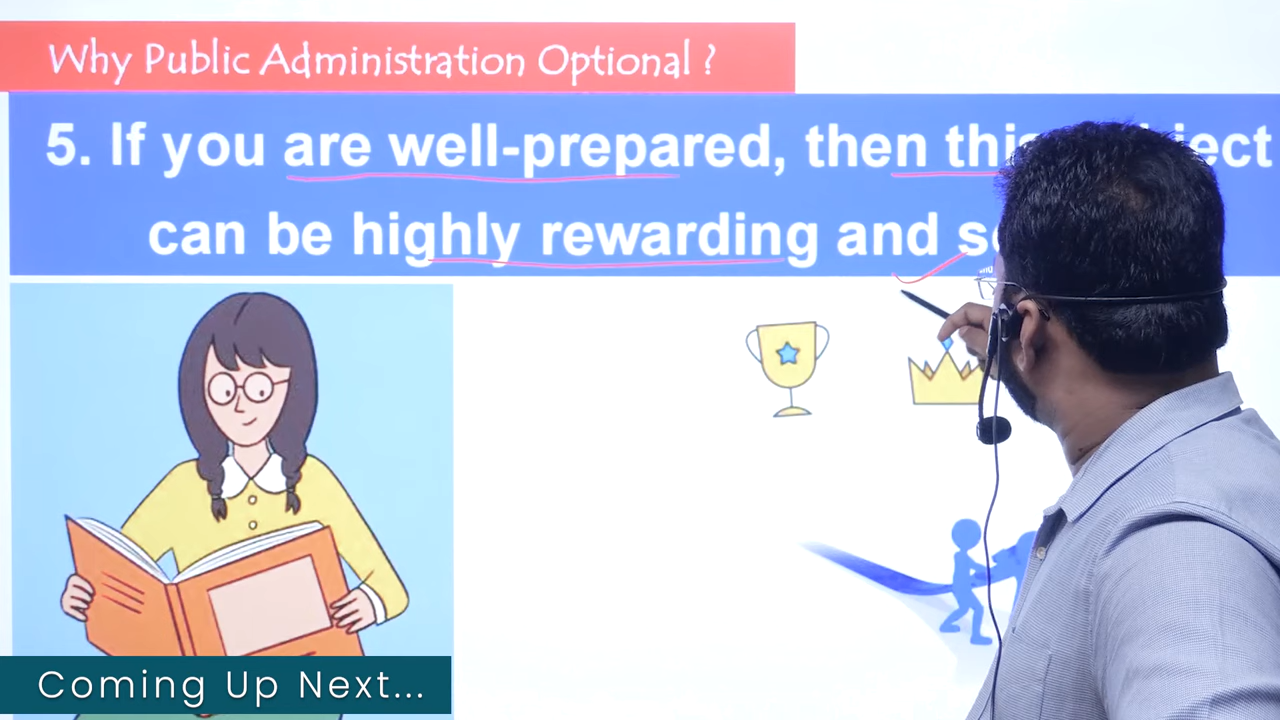 Why Public Administration Optional ?
5. If you are well-prepared, then this
can be highly rewarding and
Coming Up Next...